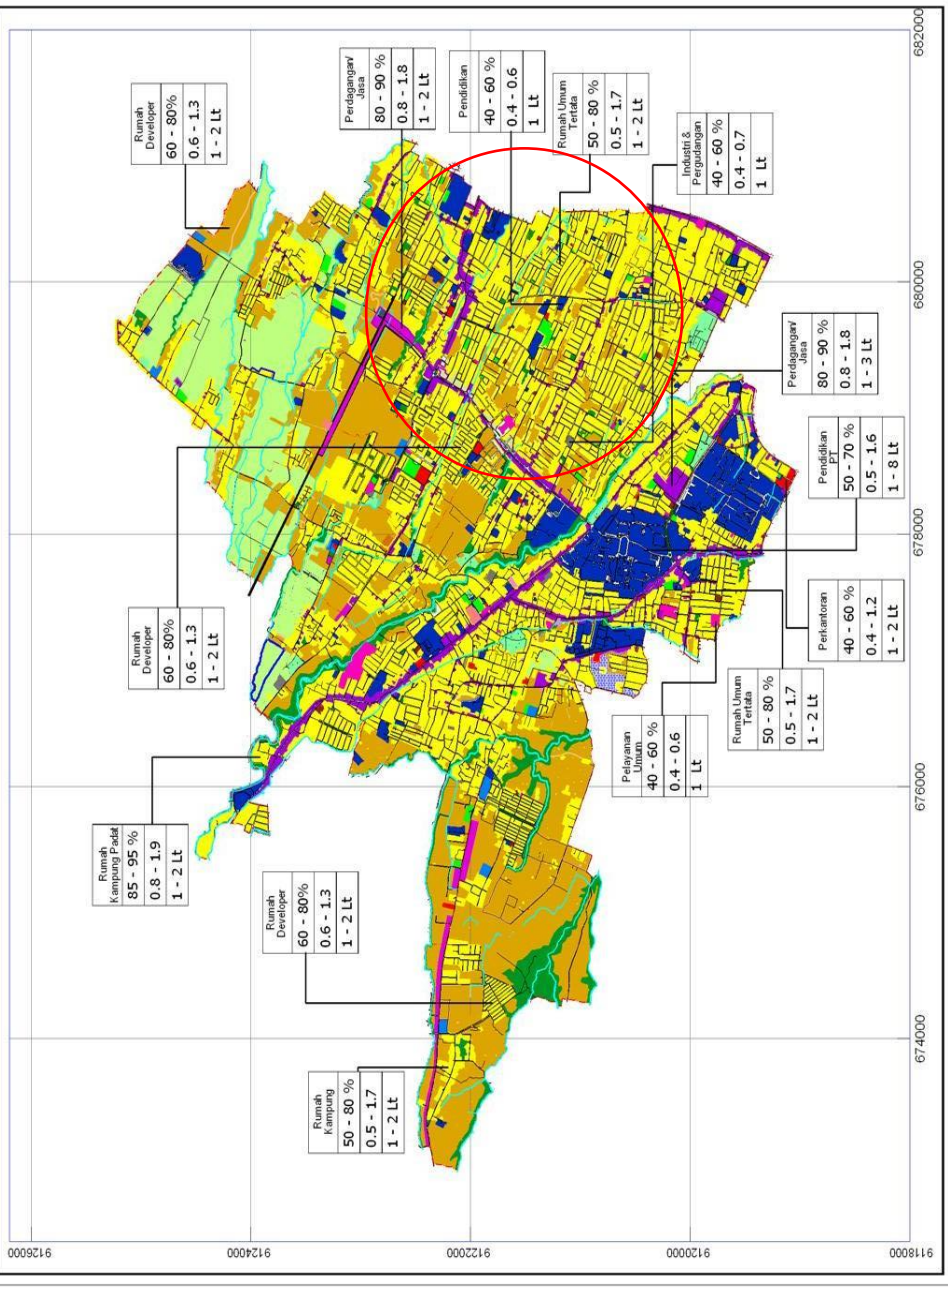 682000
680000
678000
676000
674000
9126000
9124000
9122000
9120000
9118000
Rumah
Developer
60 - 80%
0.6 - 1.3
1 - 2 Lt
Perdagangan/
Jasa
80 - 90 %
0.8 - 1.8
1 - 2 Lt
Pendidikan
40 - 60 %
0.4 - 0.6
1 Lt
Rumah Umum
Tertata
50 - 80 %
0.5 - 1.7
1 - 2 Lt
Industri &
Pergudangan
40 - 60 %
0.4 - 0.7
1 Lt
Perdagangan/
Jasa
80 - 90 %
0.8 - 1.8
1 - 3 Lt
Pendidikan
PT
50 - 70 %
0.5 - 1.6
1 - 8 Lt
Perkantoran
40 - 60 %
0.4 - 1.2
1 - 2 Lt
Rumah Umum
Tertata
50 - 80 %
0.5 - 1.7
1 - 2 Lt
Pelayanan
Umum
40 - 60 %
0.4 - 0.6
1 Lt
Rumah
Developer
60 - 80%
0.6 - 1.3
1 - 2 Lt
Rumah
Kampung Padat
85 - 95 %
0.8 - 1.9
1 - 2 Lt
Rumah
Developer
60 - 80%
0.6 - 1.3
1 - 2 Lt
Rumah
Kampung
50 - 80 %
0.5 - 1.7
1 - 2 Lt